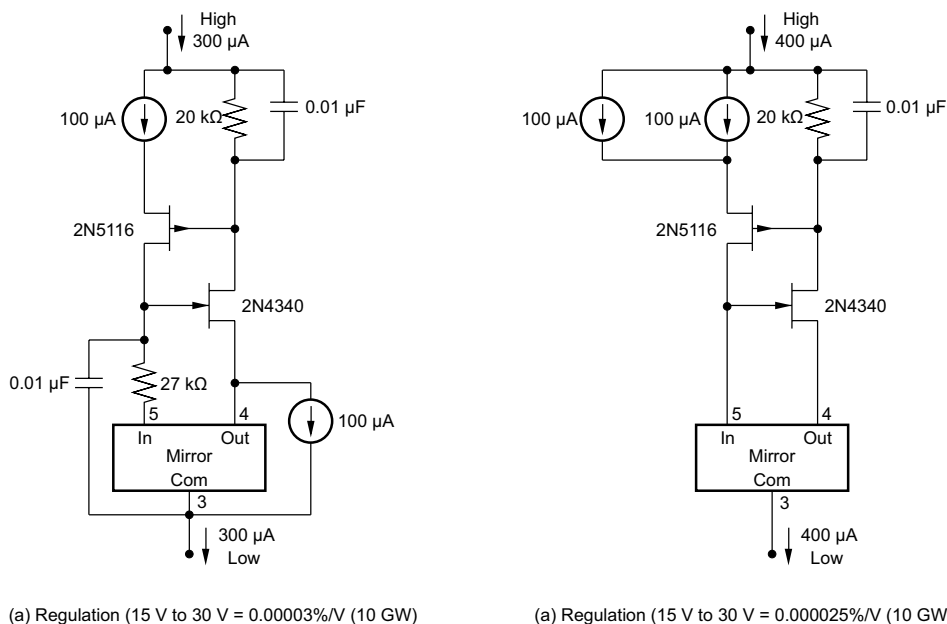 High
300 µA
100 µA
20 kΩ
0.01 µF
2N5116
2N4340
0.01 µF
27 kΩ
5
4
In
Out
Mirror
Com
3
100 µA
300 µA
Low
(a) Regulation (15 V to 30 V = 0.00003%/V (10 GW)
High
400 µA
100 µA
100 µA
20 kΩ
0.01 µF
2N5116
2N4340
5
4
In
Out
Mirror
Com
3
400 µA
Low
(a) Regulation (15 V to 30 V = 0.000025%/V (10 GW